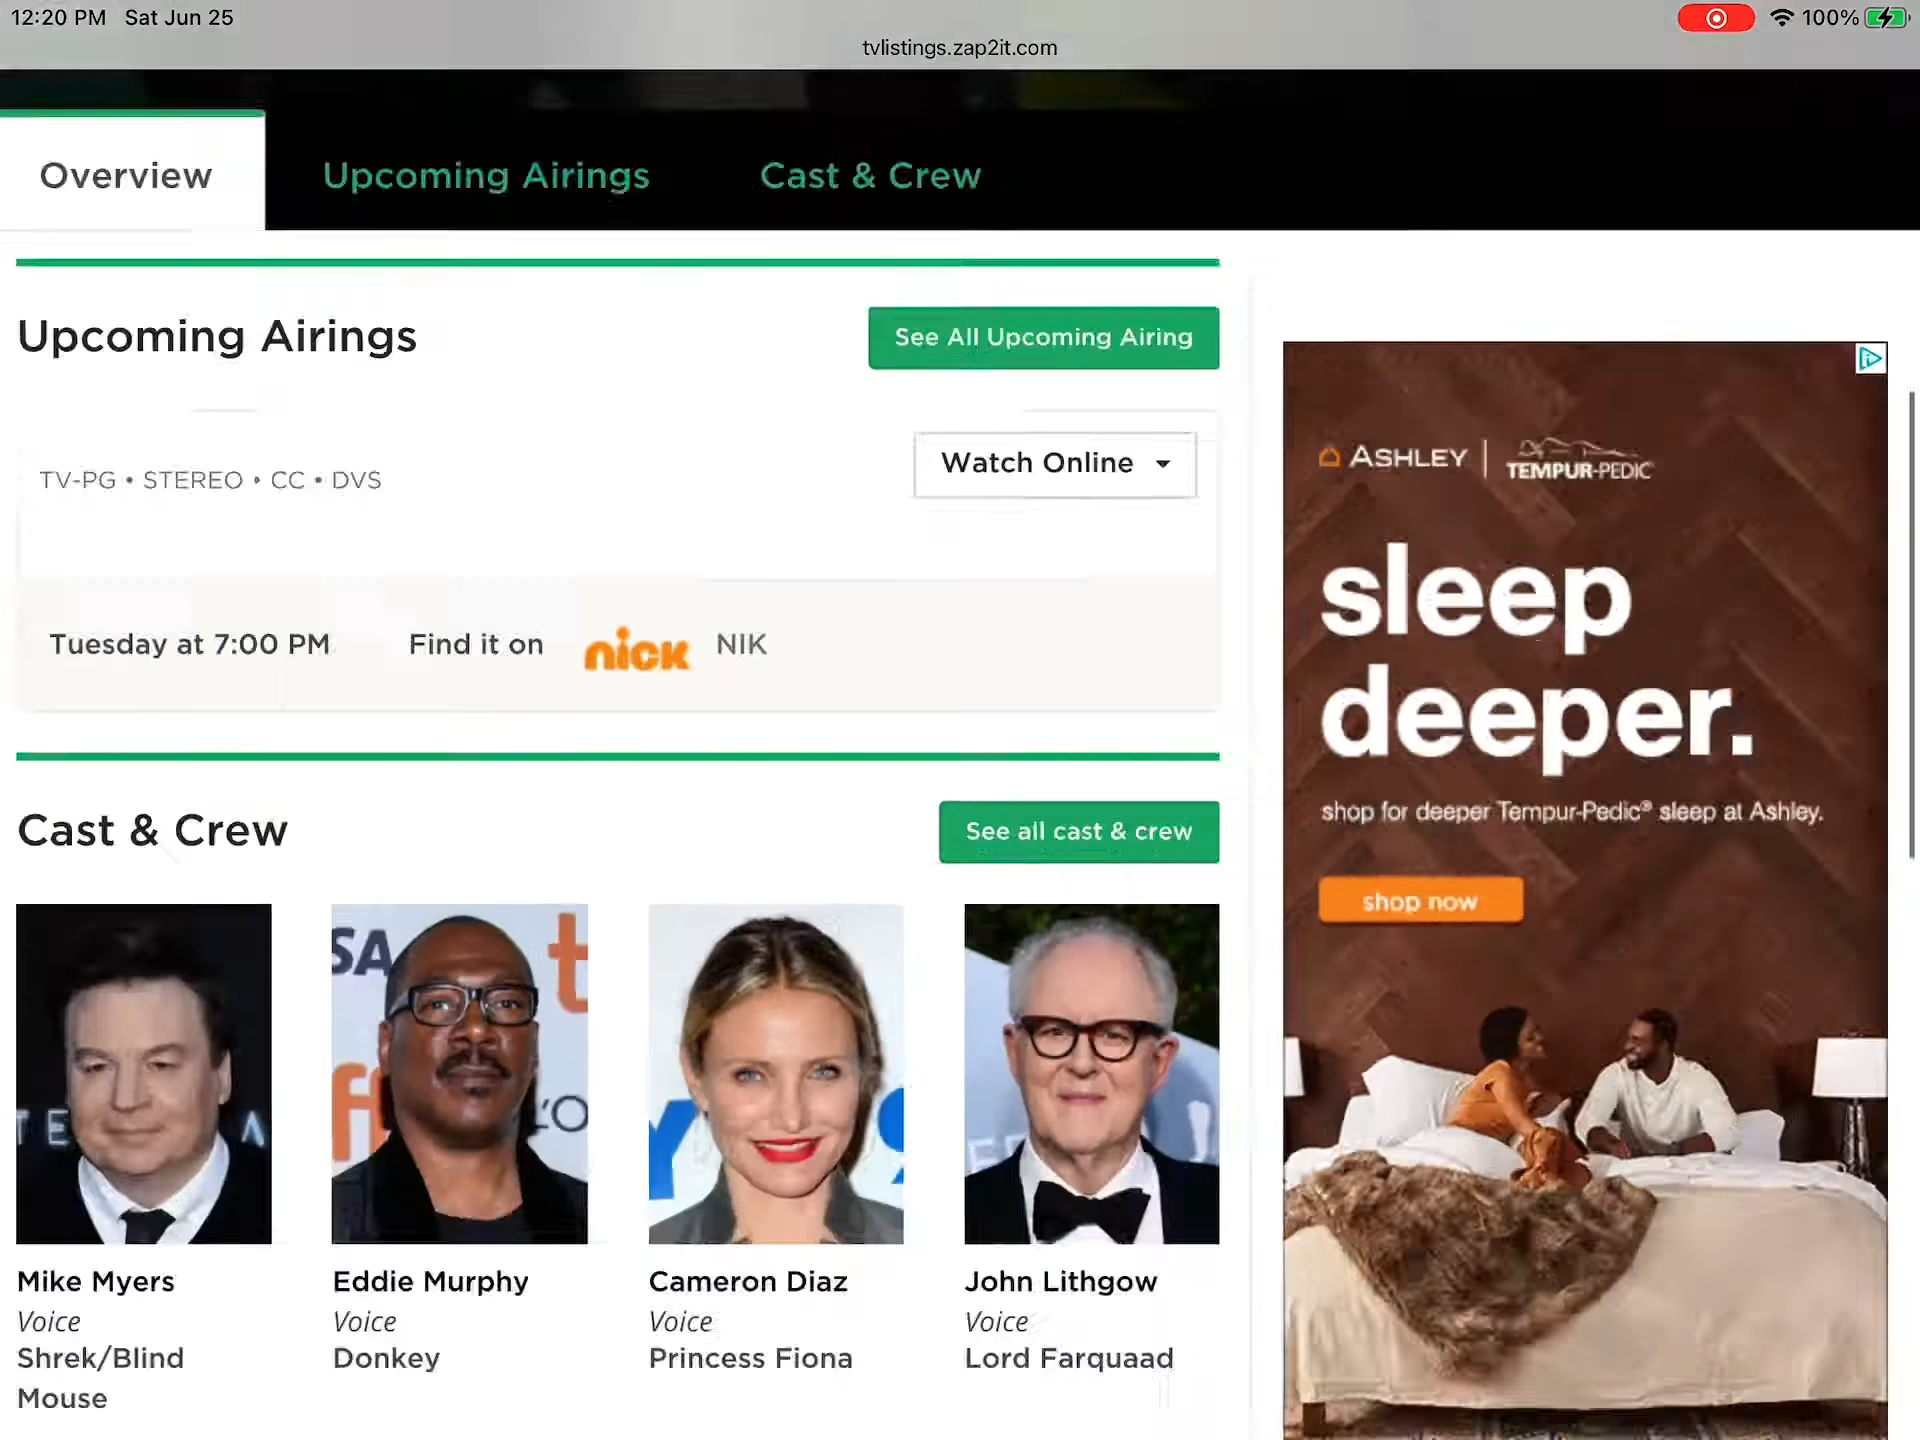 12:20 PM Sat Jun 25
100%
tvlistings.zap2it.com
Overview
Upcoming Airings
Cast & Crew
Upcoming Airings
See All Upcoming Airing
TV-PG • STEREO • CC • DVS
Watch Online
Tuesday at 7:00 PM
Find it on
nick
NIK
Cast & Crew
See all cast & crew
Mike Myers
Voice
Shrek/Blind
Mouse
SA
t
ff
L'O
Eddie Murphy
Voice
Donkey
Cameron Diaz
Voice
Princess Fiona
John Lithgow
Voice
Lord Farquaad
ASHLEY
TEMPUR-PEDIC
sleep
deeper.
shop for deeper Tempur-Pedic® sleep at Ashley.
shop now